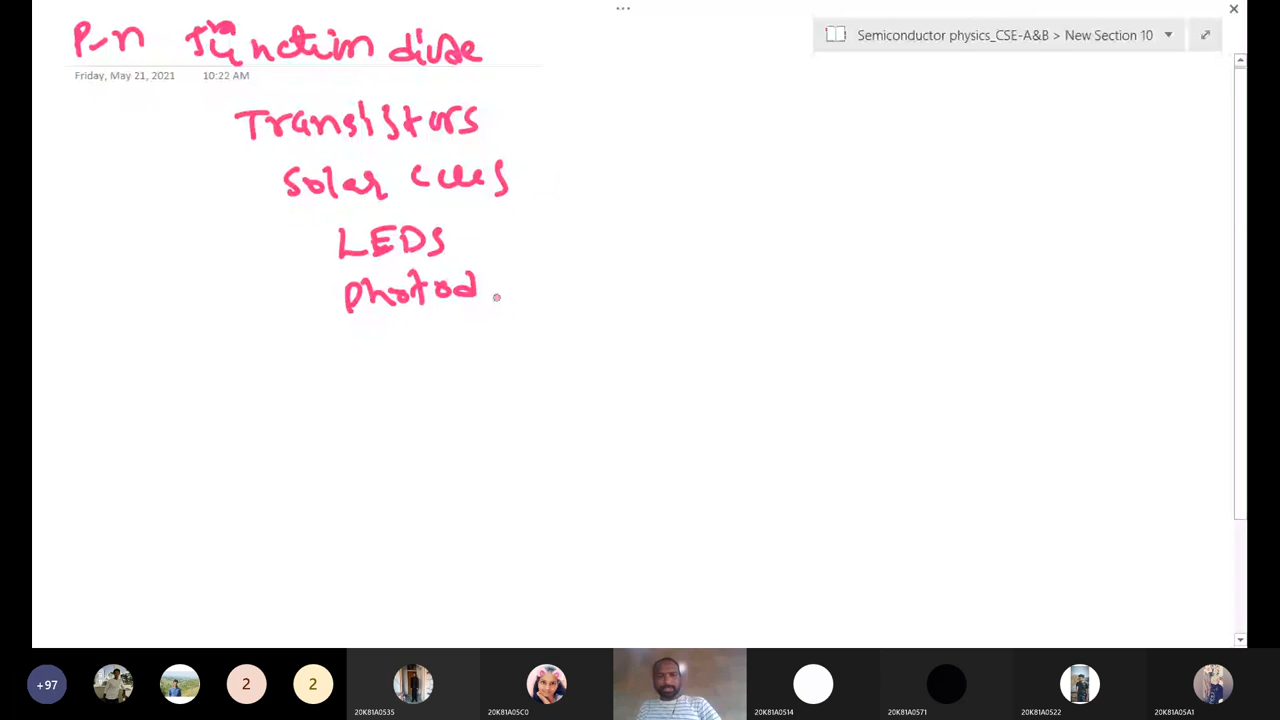 P-n Junction diode
Semiconductor physics_CSE-A&B > New Section 10
Friday, May 21, 2021 10:22 AM
Transistors
Solar cells
LEDS
photod
+97
2
2
20K81A0535
20K81A05C0
20K81A0514
20K81A0571
20K81A0522
20K81A05A1